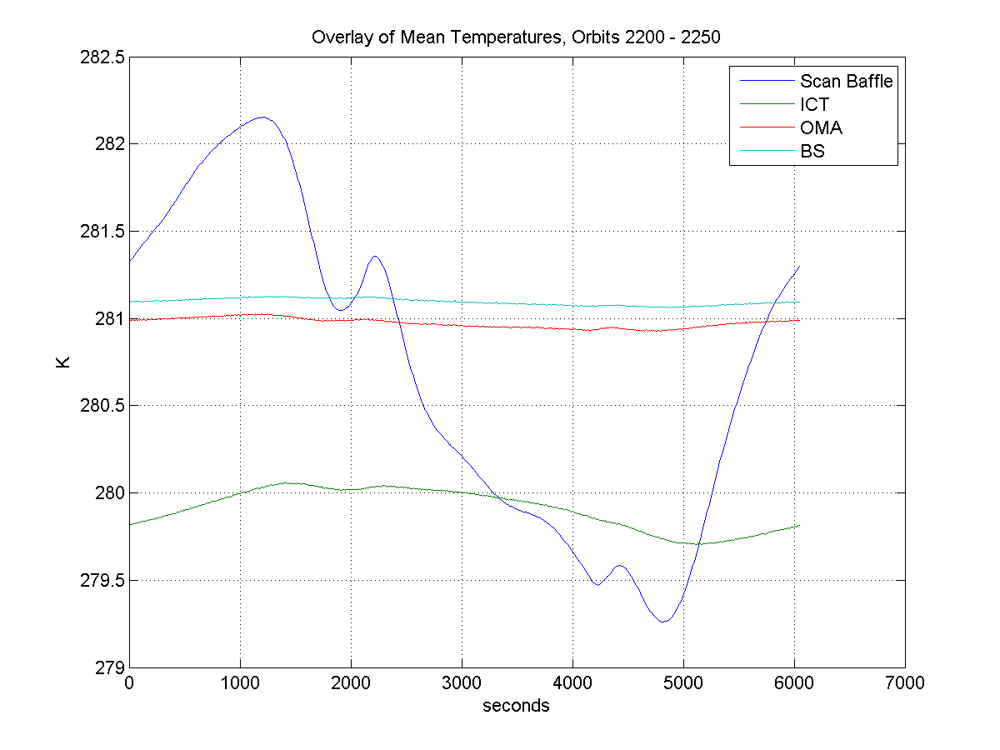 Overlay of Mean Temperatures, Orbits 2200 - 2250
282.5
282
281.5
281
280.5
280
279.5
279
K
Scan Baffle
ICT
OMA
BS
0 1000 2000 3000 4000 5000 6000 7000
seconds